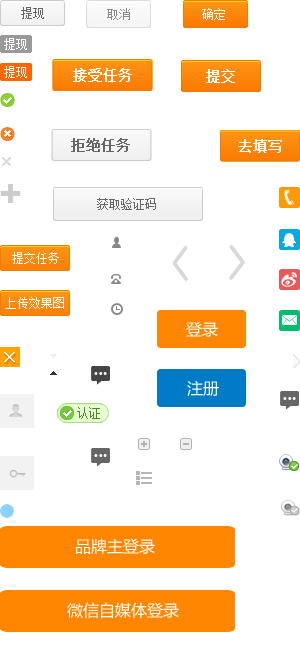 提现
取消
确定
提现
提现
接受任务
提交
拒绝任务
去填写
获取验证码
提交任务
上传效果图
登录
注册
认证
品牌主登录
微信自媒体登录